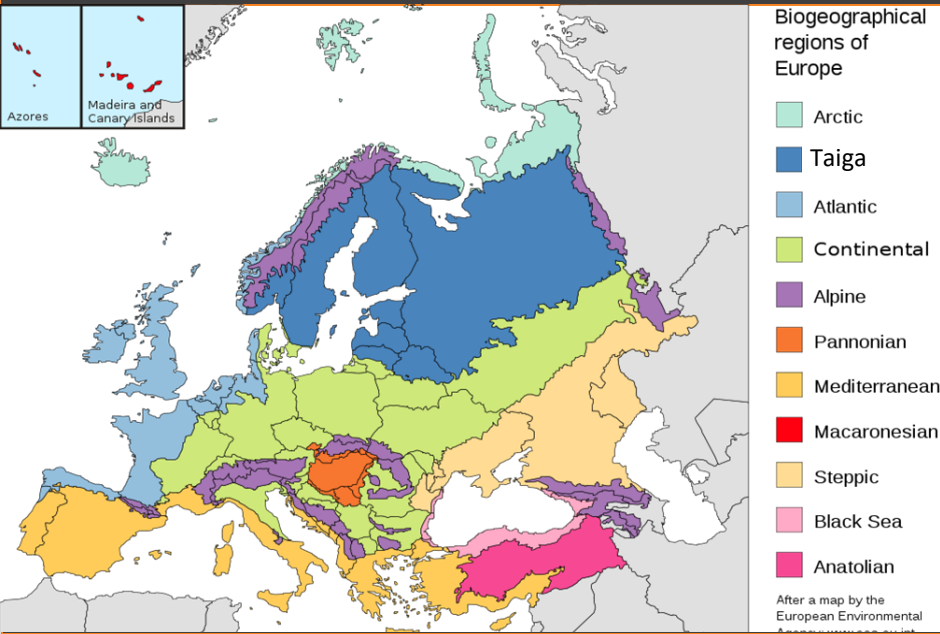 Azores
Madeira and
Canary Islands
Biogeographical
regions of
Europe
Arctic
Taiga
Atlantic
Continental
Alpine
Pannonian
Mediterranean
Macaronesian
Steppic
Black Sea
Anatolian
After a map by the
European Environmental